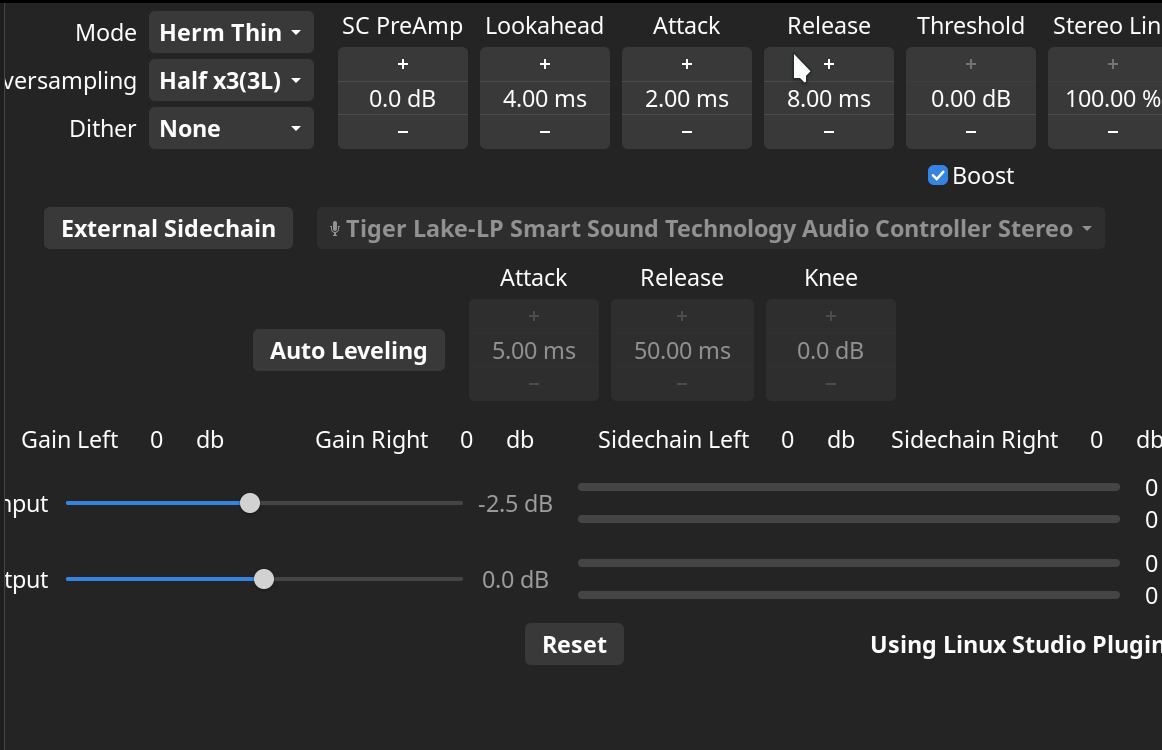 Mode Herm Thin SC PreAmp Lookahead Attack Release Threshold Stereo Lin
versampling Half x3(3L) + + + + + +
0.0 dB 4.00 ms 2.00 ms 8.00 ms 0.00 dB 100.00 %
Dither None − − − − − −
Boost
External Sidechain Tiger Lake-LP Smart Sound Technology Audio Controller Stereo
Attack Release Knee
+ + +
Auto Leveling 5.00 ms 50.00 ms 0.0 dB
− − −
Gain Left 0 db Gain Right 0 db Sidechain Left 0 db Sidechain Right 0 db
nput -2.5 dB 0
0
tput 0.0 dB 0
0
Reset Using Linux Studio Plugin